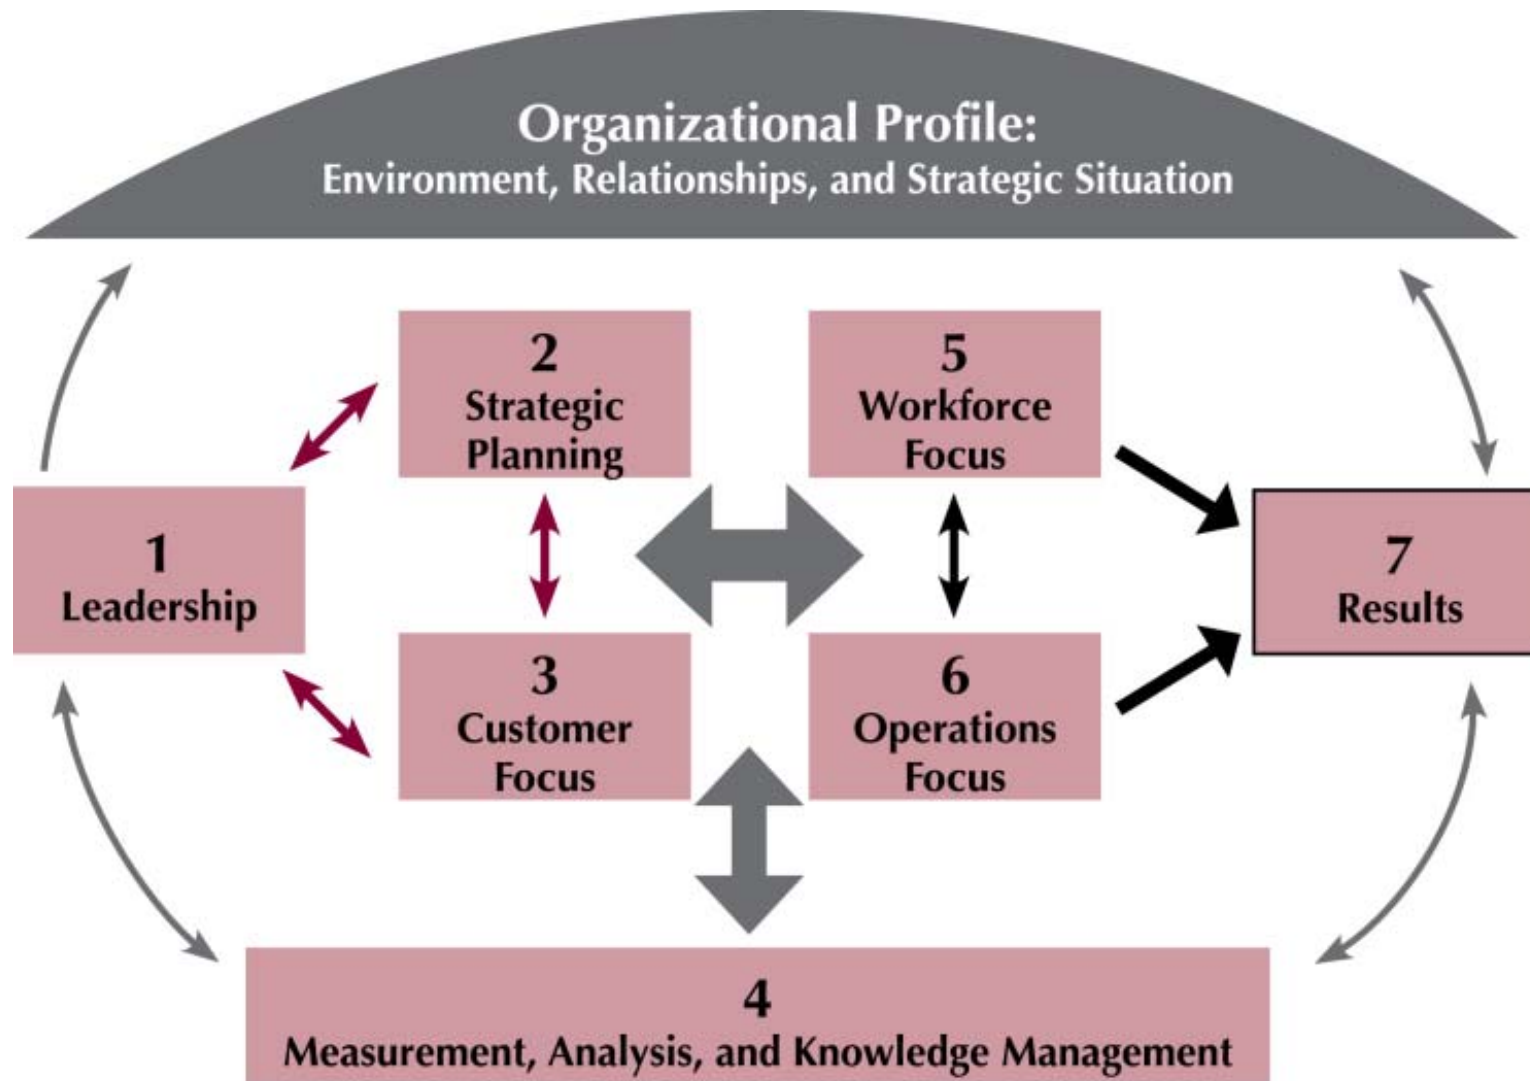 Organizational Profile:
Environment, Relationships, and Strategic Situation
2
Strategic
Planning
5
Workforce
Focus
1
Leadership
7
Results
3
Customer
Focus
6
Operations
Focus
4
Measurement, Analysis, and Knowledge Management